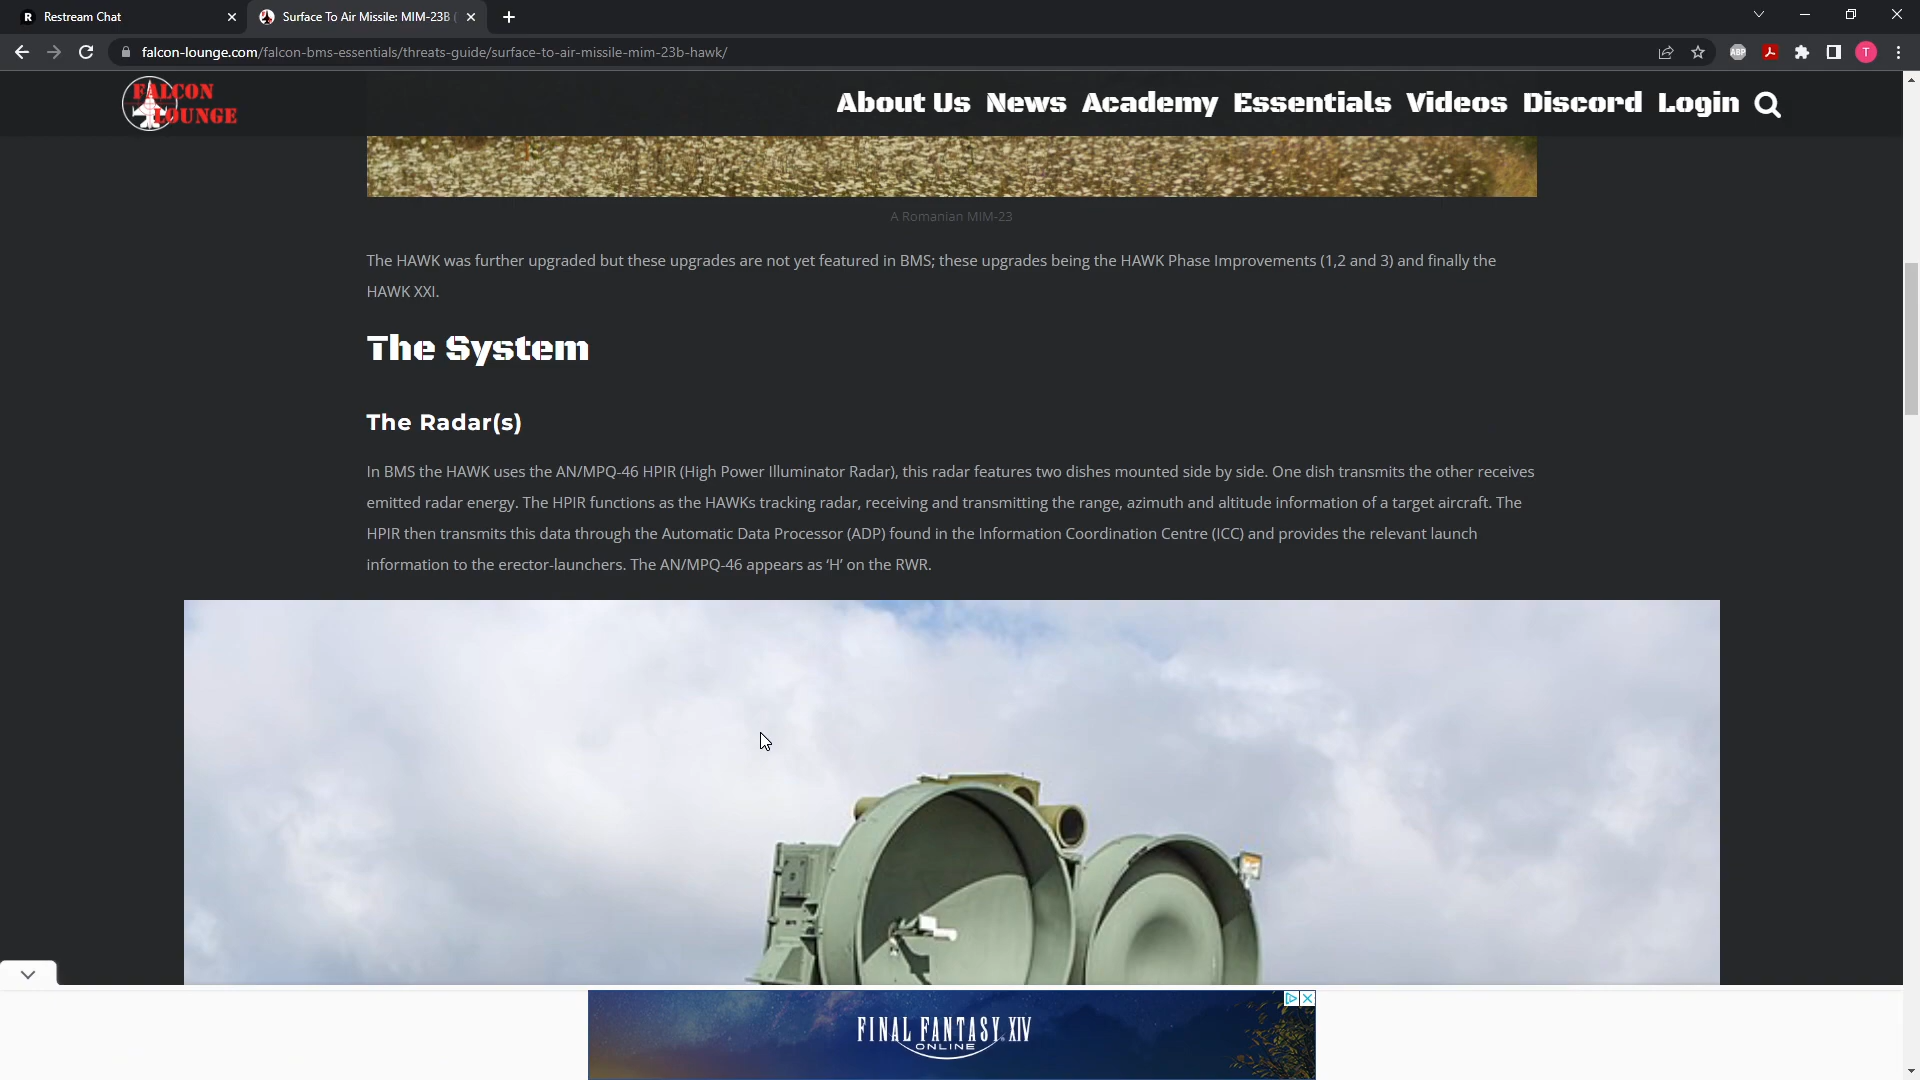 Restream Chat
Surface To Air Missile: MIM-23B (
falcon-lounge.com/falcon-bms-essentials/threats-guide/surface-to-air-missile-mim-23b-hawk/
ABP
T
FALCON
LOUNGE
About Us News Academy Essentials Videos Discord Login
A Romanian MIM-23
The HAWK was further upgraded but these upgrades are not yet featured in BMS; these upgrades being the HAWK Phase Improvements (1,2 and 3) and finally the
HAWK XXI.
The System
The Radar(s)
In BMS the HAWK uses the AN/MPQ-46 HPIR (High Power Illuminator Radar), this radar features two dishes mounted side by side. One dish transmits the other receives
emitted radar energy. The HPIR functions as the HAWKs tracking radar, receiving and transmitting the range, azimuth and altitude information of a target aircraft. The
HPIR then transmits this data through the Automatic Data Processor (ADP) found in the Information Coordination Centre (ICC) and provides the relevant launch
information to the erector-launchers. The AN/MPQ-46 appears as ‘H’ on the RWR.
FINAL FANTASY XIV
ONLINE